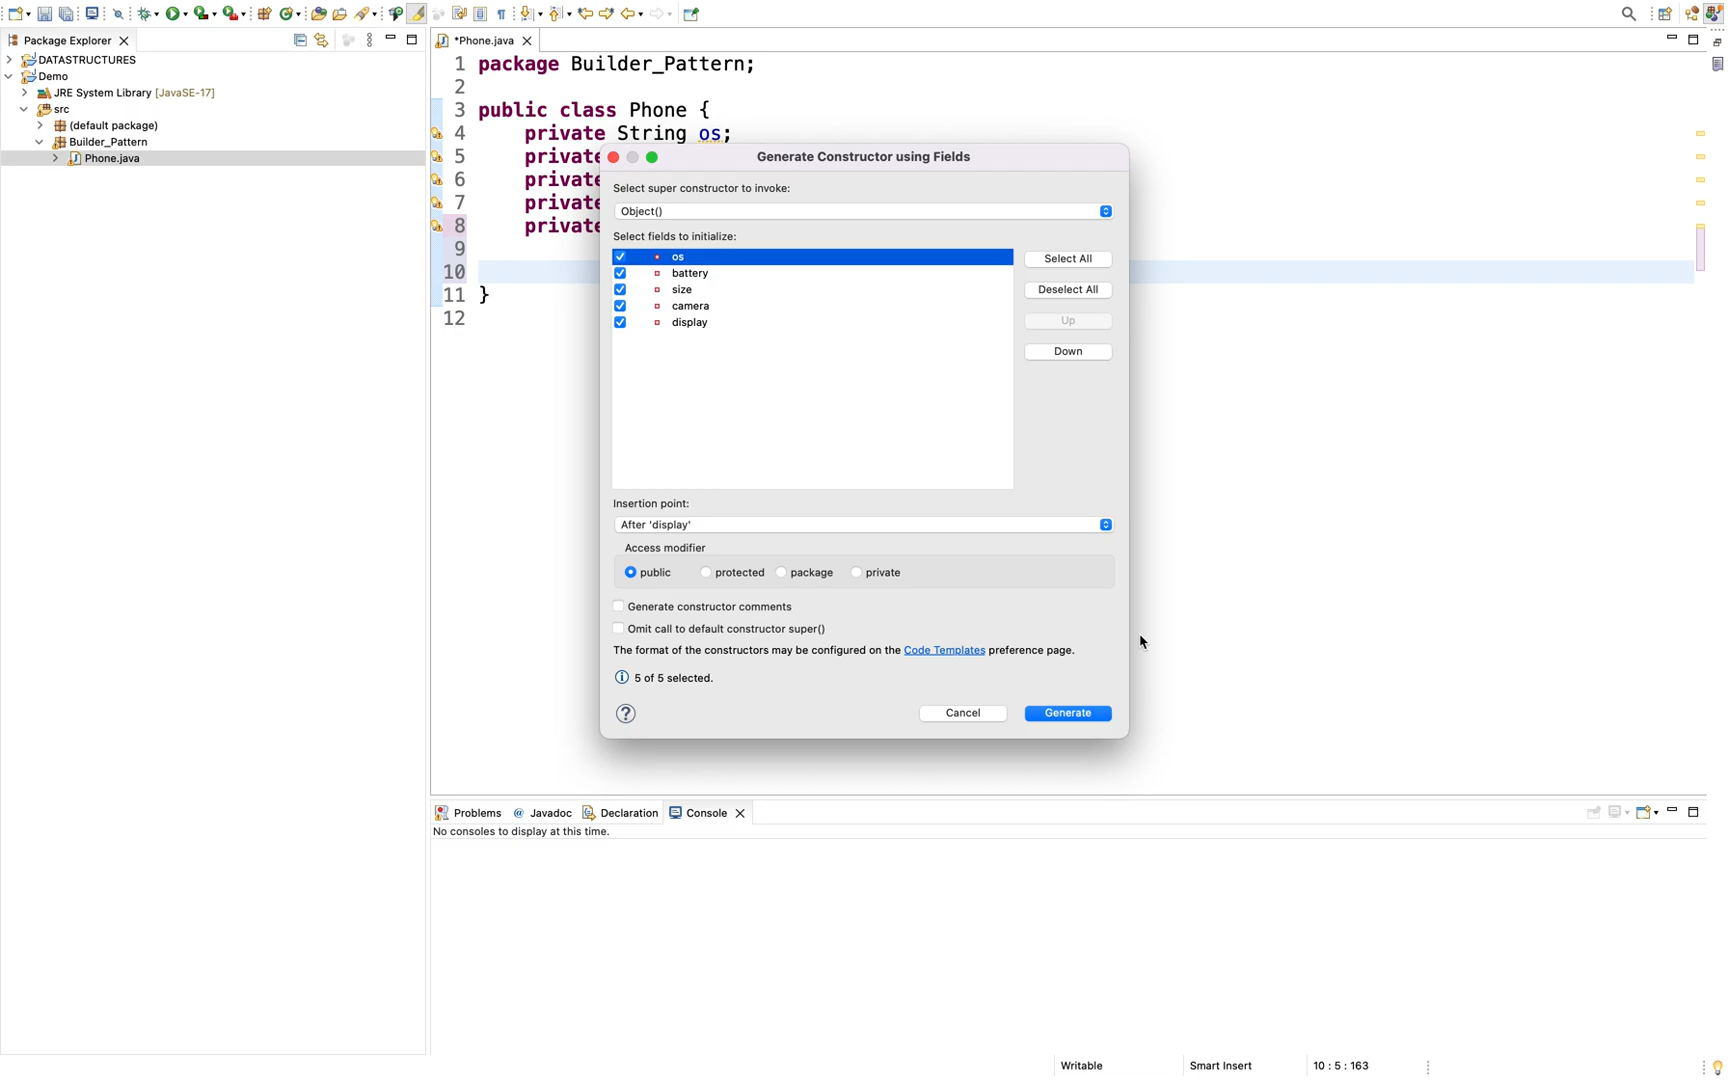 Package Explorer
*Phone.java
DATASTRUCTURES
Demo
JRE System Library [JavaSE-17]
src
(default package)
Builder_Pattern
Phone.java
1 package Builder_Pattern;
2
3 public class Phone {
4 private String os;
5 private
6 private
7 private
8 private
9
10
11 }
12
Generate Constructor using Fields
Select super constructor to invoke:
Object()
Select fields to initialize:
os
battery
size
camera
display
Select All
Deselect All
Up
Down
Insertion point:
After 'display'
Access modifier
public protected package private
Generate constructor comments
Omit call to default constructor super()
The format of the constructors may be configured on the Code Templates preference page.
5 of 5 selected.
? Cancel Generate
Problems @ Javadoc Declaration Console
No consoles to display at this time.
Writable Smart Insert 10 : 5 : 163